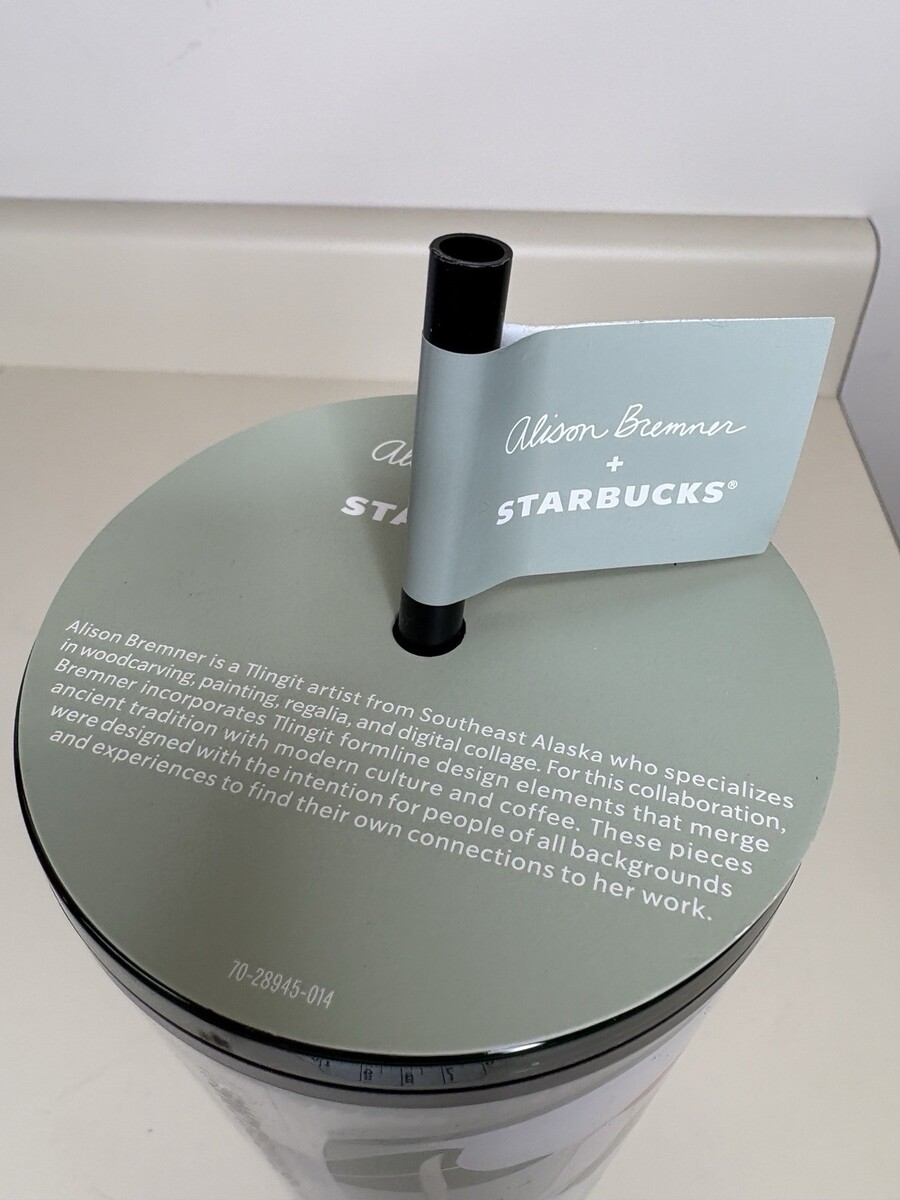 Alison Bremner
+
STARBUCKS®
Alison Bremner is a Tlingit artist from Southeast Alaska who specializes
in woodcarving, painting, regalia, and digital collage. For this collaboration,
Bremner incorporates Tlingit formline design elements that merge
ancient tradition with modern culture and coffee. These pieces
were designed with the intention for people of all backgrounds
and experiences to find their own connections to her work.
70-28945-014